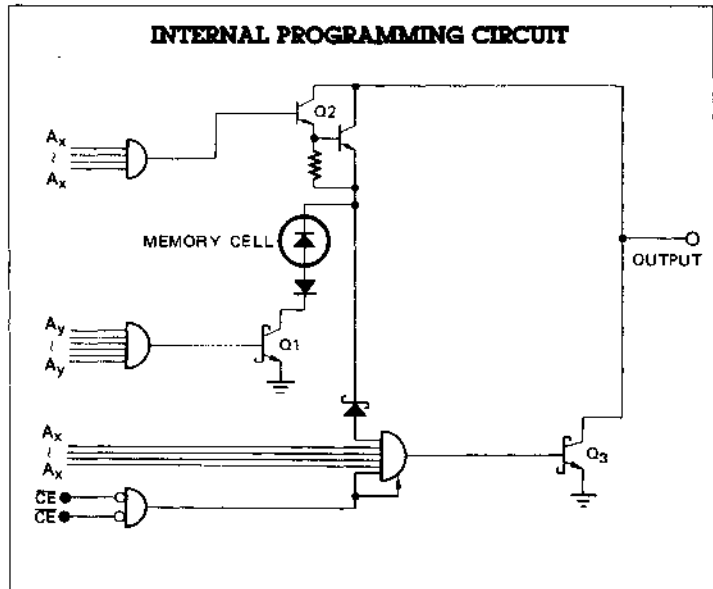 INTERNAL PROGRAMMING CIRCUIT
Q2
Ax
~
Ax
MEMORY CELL
OUTPUT
Ay
~
Ay
Q1
Ax
~
Ax
Q3
CE
CE